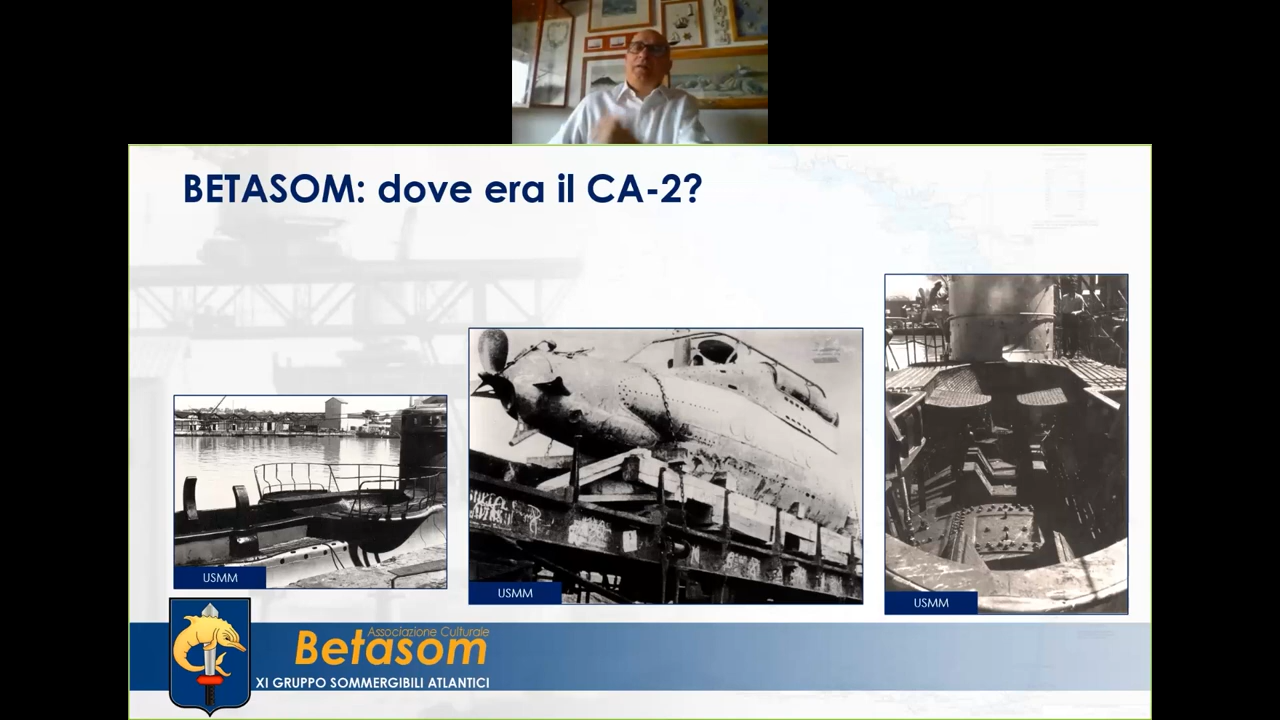 BETASOM: dove era il CA-2?
USMM
USMM
USMM
Associazione Culturale
Betasom
XI GRUPPO SOMMERGIBILI ATLANTICI